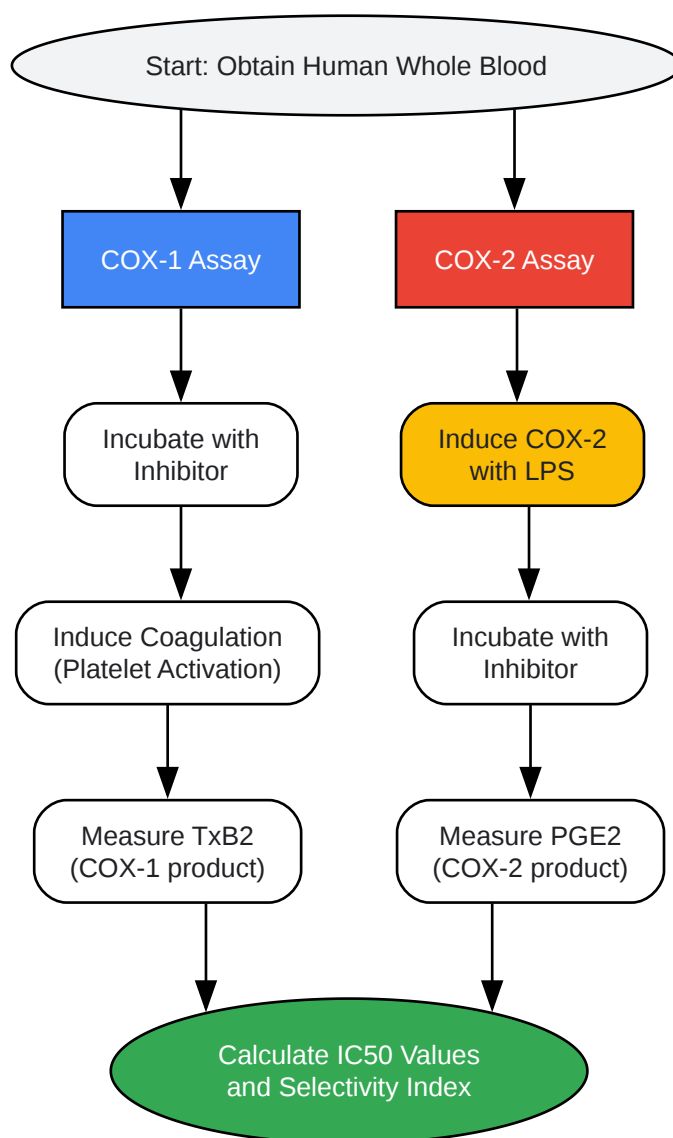 Start: Obtain Human Whole Blood
COX-1 Assay
COX-2 Assay
Incubate with
Inhibitor
Induce COX-2
with LPS
Induce Coagulation
(Platelet Activation)
Incubate with
Inhibitor
Measure TxB2
(COX-1 product)
Measure PGE2
(COX-2 product)
Calculate IC50 Values
and Selectivity Index